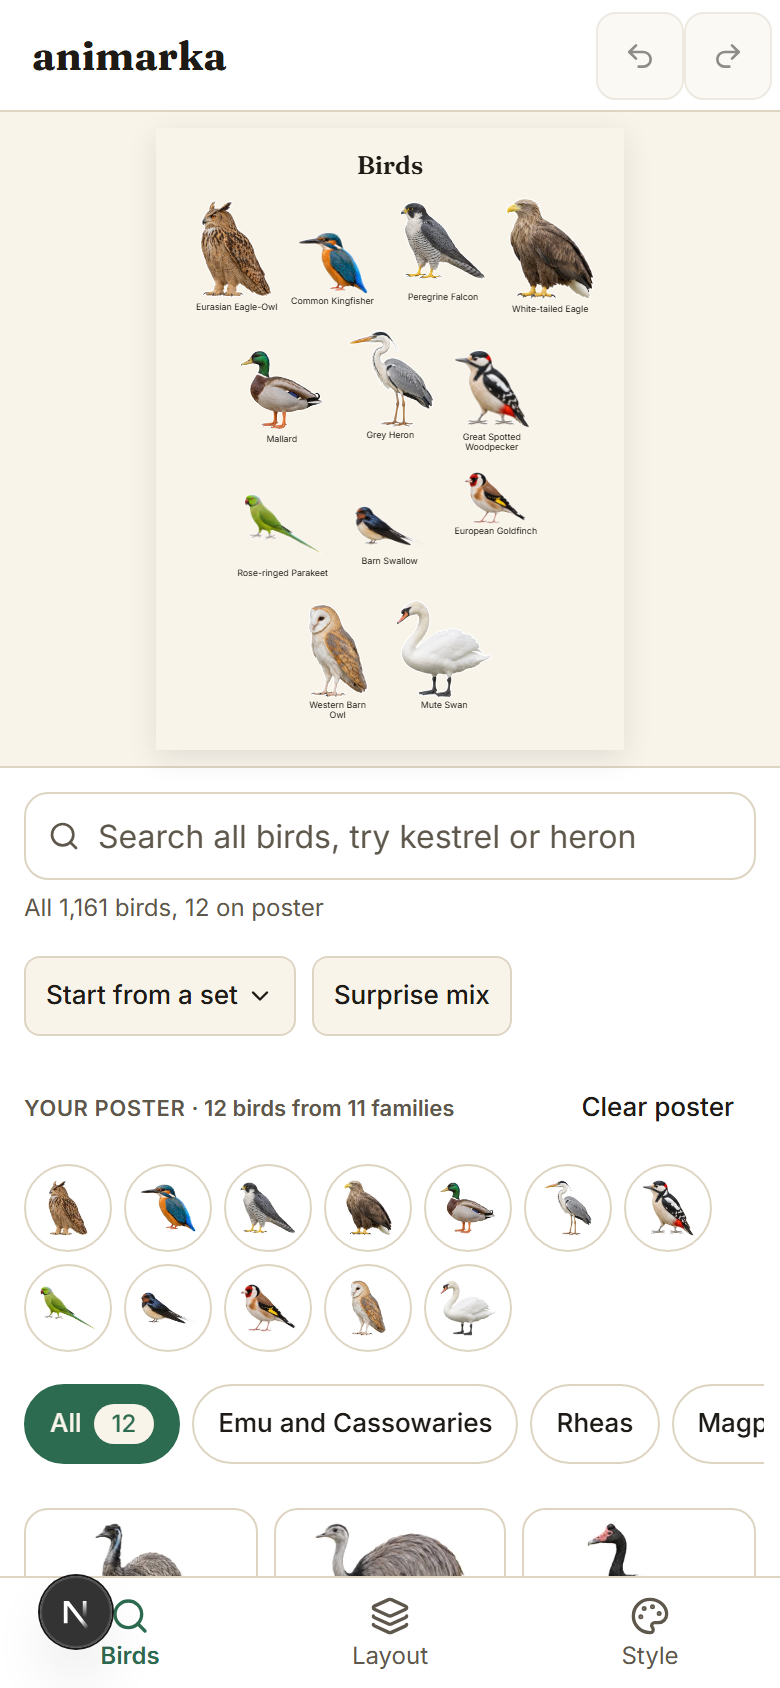 animarka
Birds
Eurasian Eagle-Owl
Common Kingfisher
Peregrine Falcon
White-tailed Eagle
Mallard
Grey Heron
Great Spotted
Woodpecker
Rose-ringed Parakeet
Barn Swallow
European Goldfinch
Western Barn
Owl
Mute Swan
Search all birds, try kestrel or heron
All 1,161 birds, 12 on poster
Start from a set
Surprise mix
YOUR POSTER · 12 birds from 11 families
Clear poster
All 12
Emu and Cassowaries
Rheas
Magp
N
Birds
Layout
Style